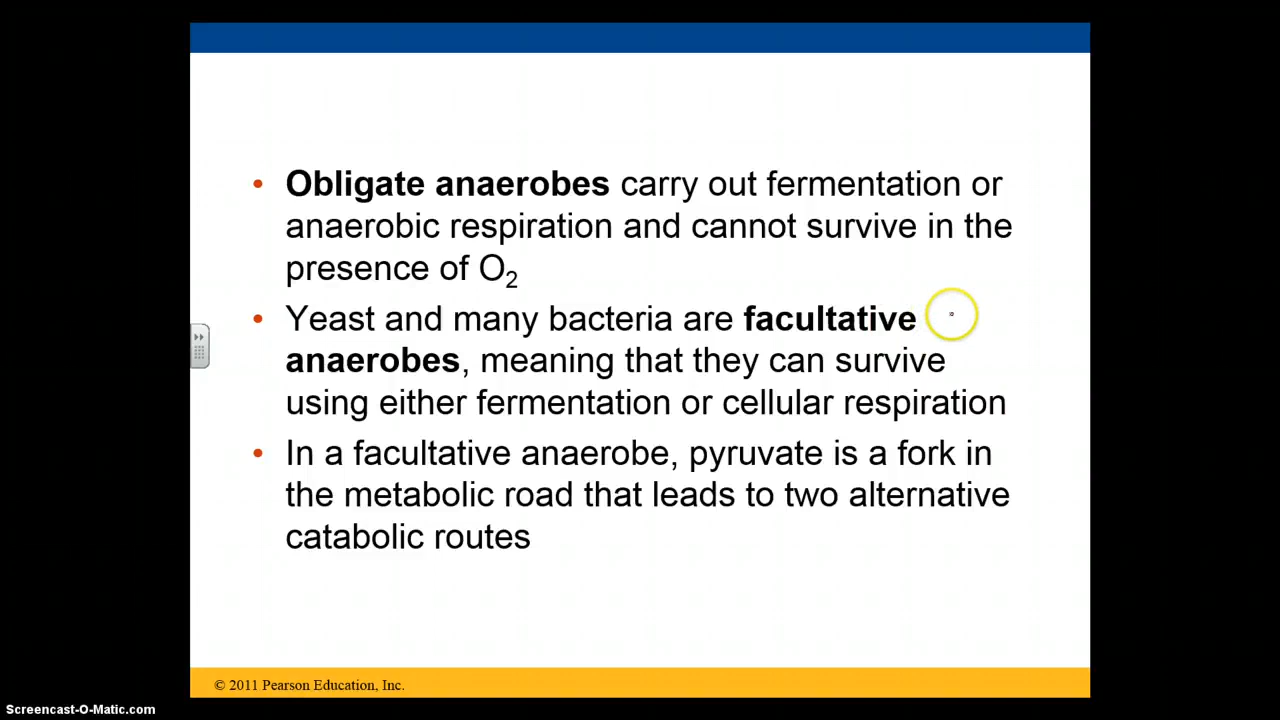 • Obligate anaerobes carry out fermentation or
anaerobic respiration and cannot survive in the
presence of O₂
• Yeast and many bacteria are facultative
anaerobes, meaning that they can survive
using either fermentation or cellular respiration
• In a facultative anaerobe, pyruvate is a fork in
the metabolic road that leads to two alternative
catabolic routes
© 2011 Pearson Education, Inc.
Screencast-O-Matic.com